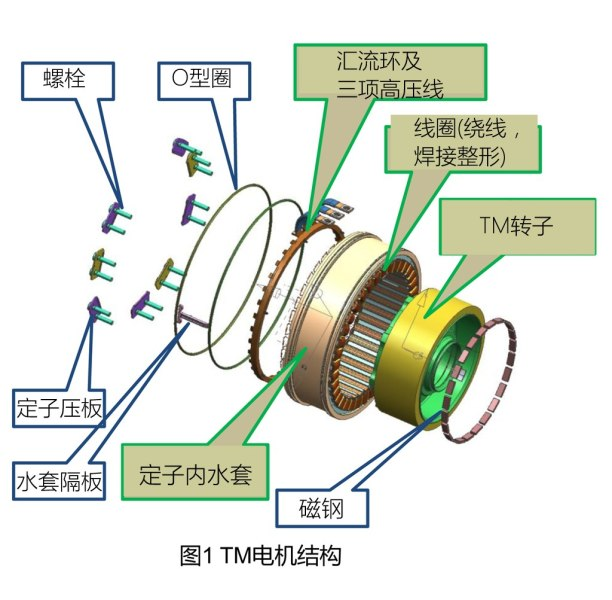 螺栓
O型圈
汇流环及
三项高压线
线圈(绕线，
焊接整形)
TM转子
定子压板
水套隔板
定子内水套
磁钢
图1 TM电机结构